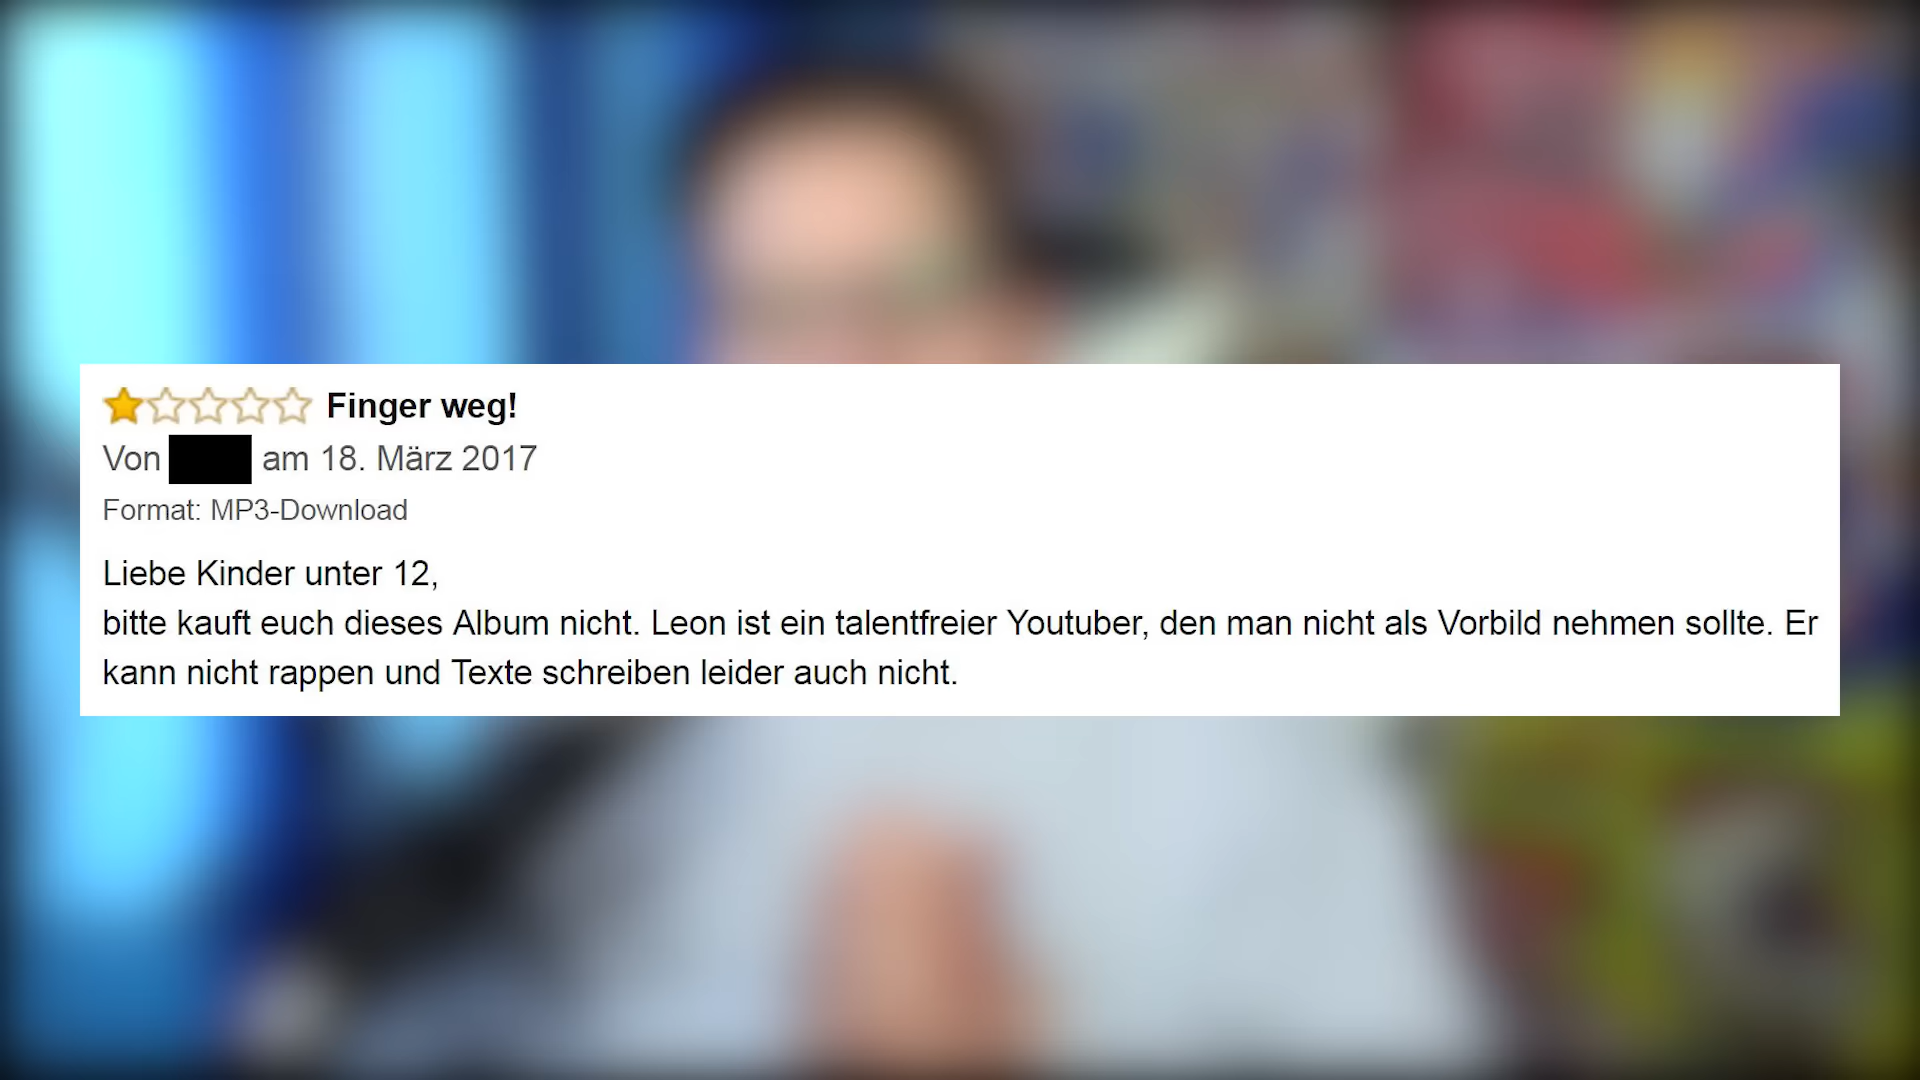 Finger weg!
Von am 18. März 2017
Format: MP3-Download
Liebe Kinder unter 12,
bitte kauft euch dieses Album nicht. Leon ist ein talentfreier Youtuber, den man nicht als Vorbild nehmen sollte. Er
kann nicht rappen und Texte schreiben leider auch nicht.